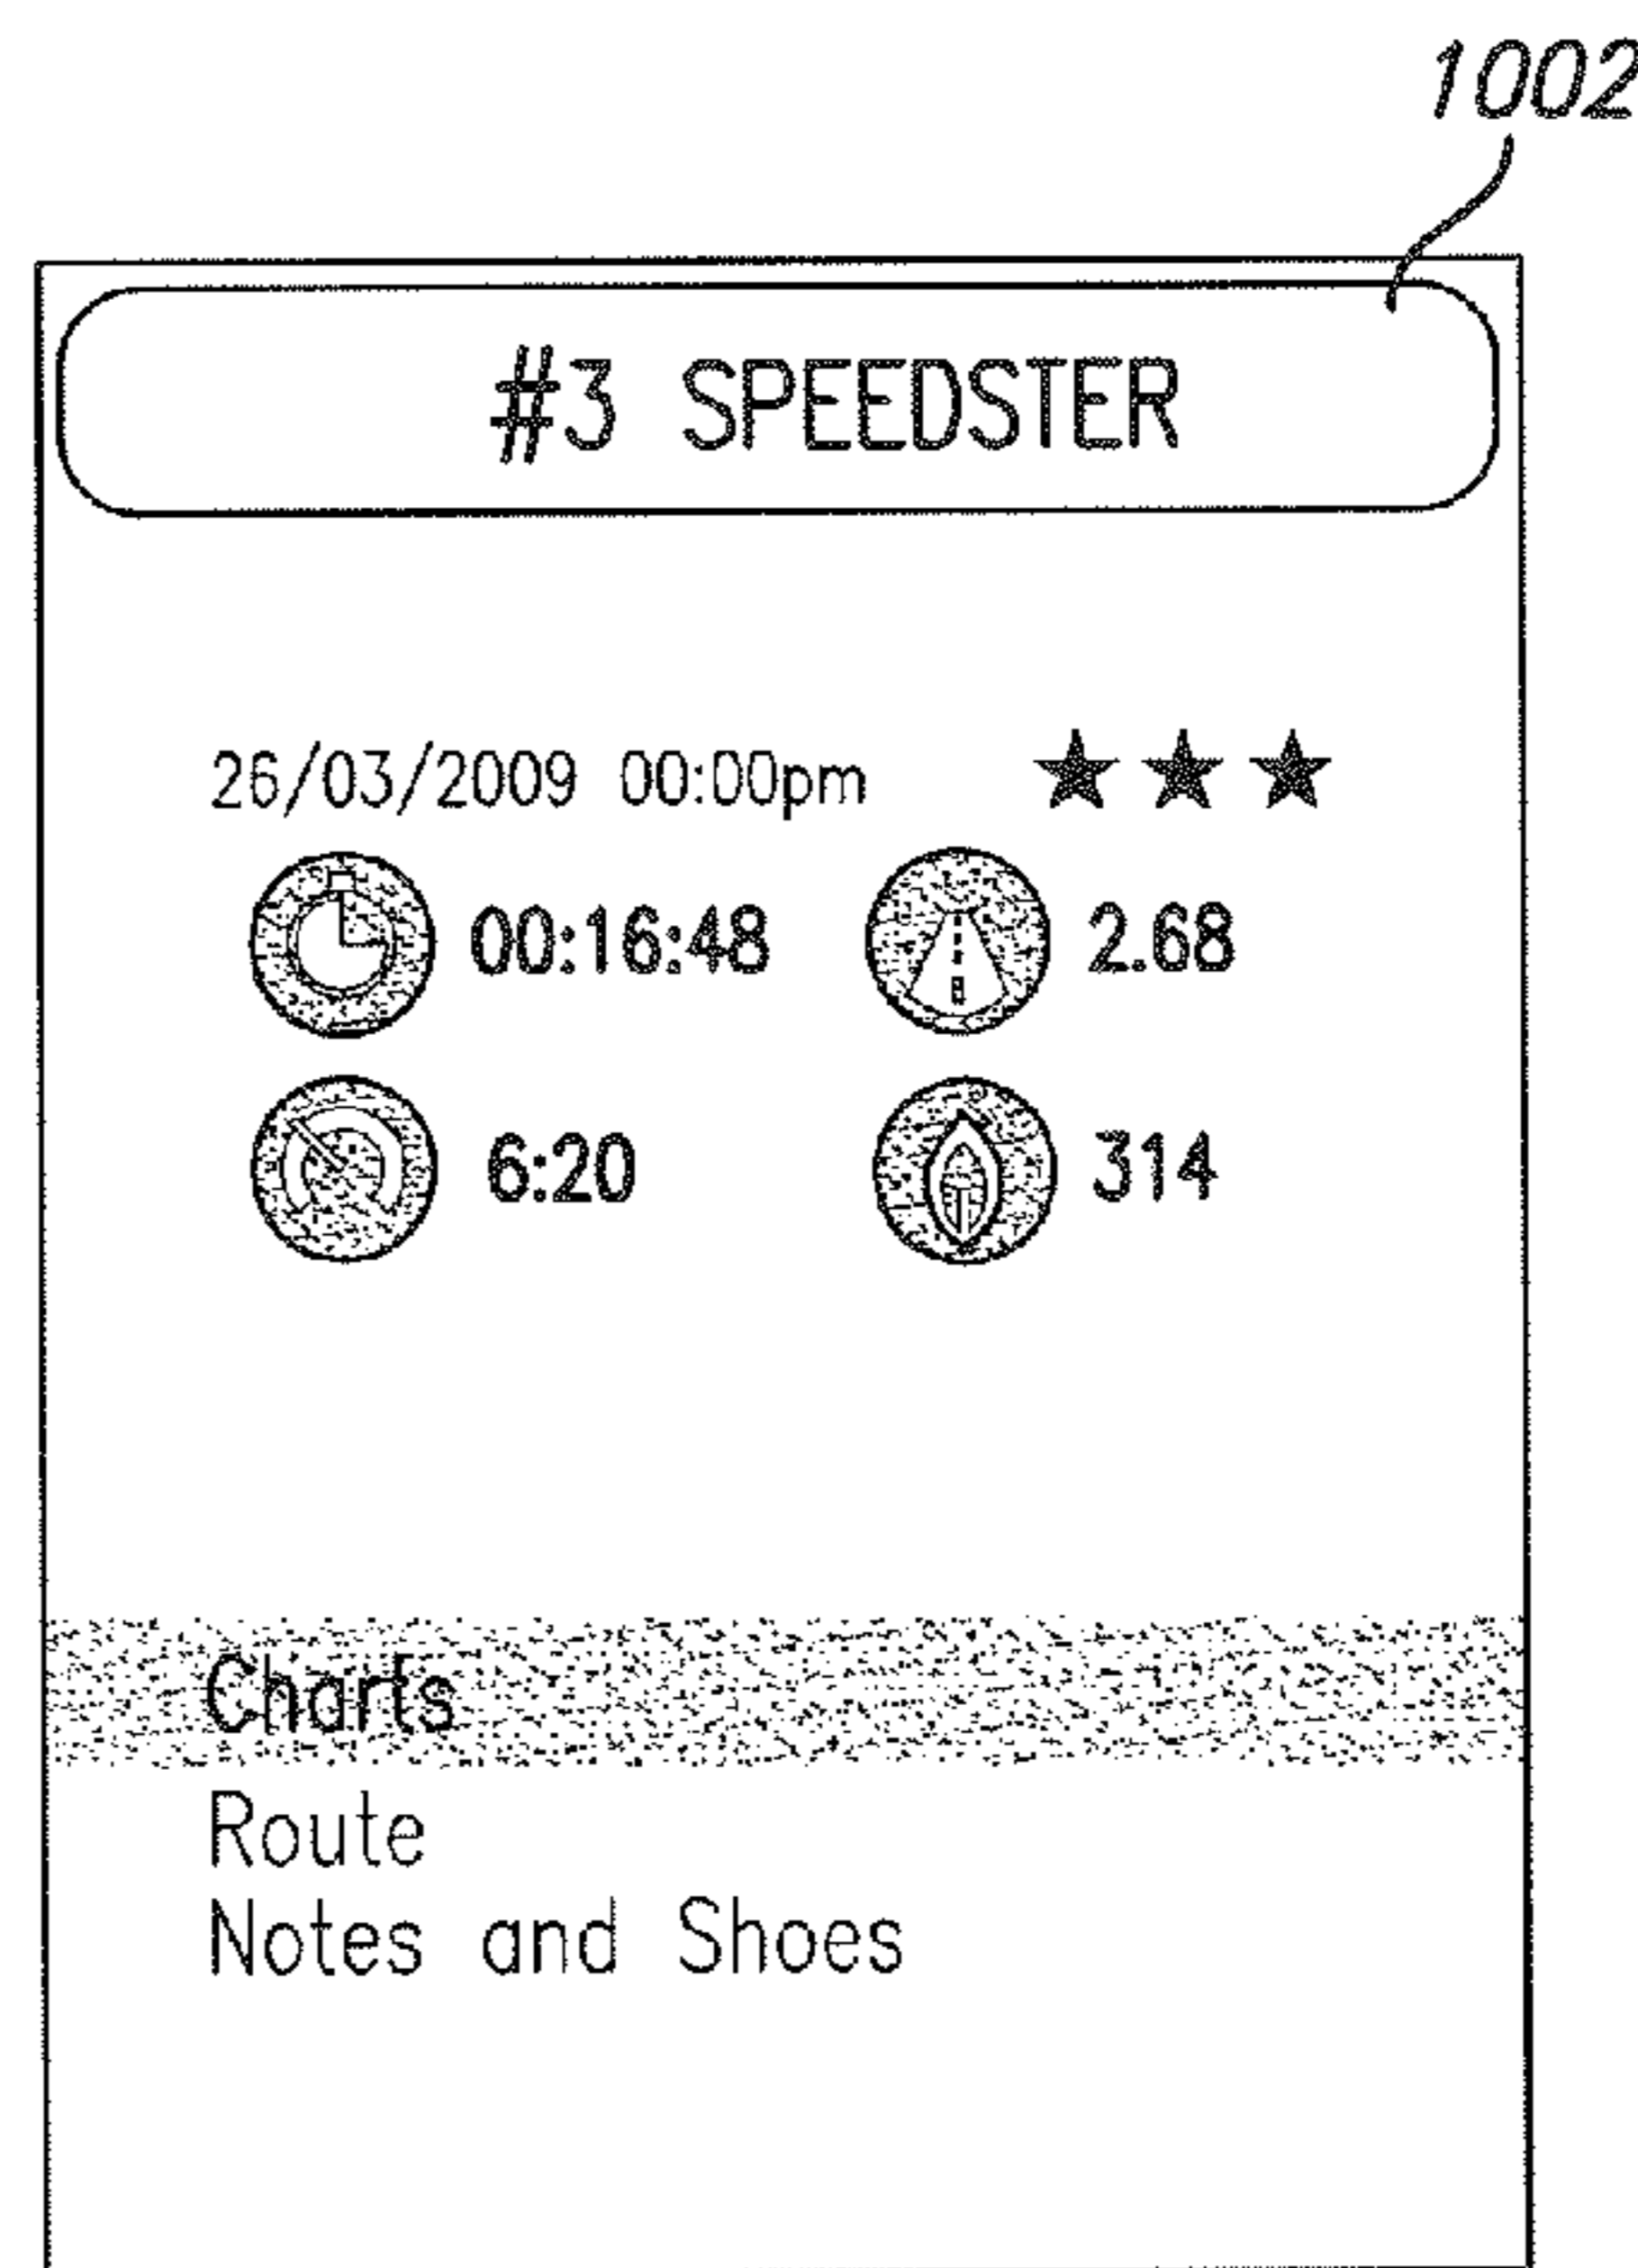 1002
#3 SPEEDSTER
26/03/2009 00:00pm
00:16:48 2.68
6:20 314
Charts
Route
Notes and Shoes